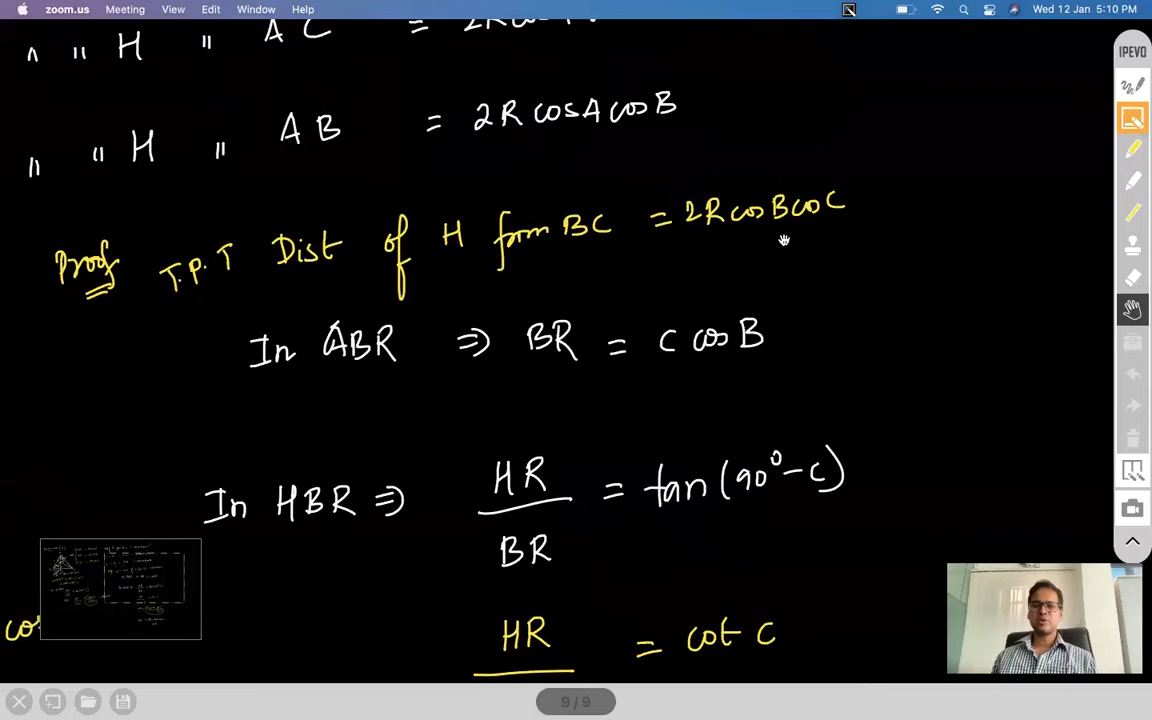 zoom.us Meeting View Edit Window Help Wed 12 Jan 5:10 PM
IPEVO
〃 〃 H 〃 AC =
〃 〃 H 〃 AB = 2R cosA cosB
Proof T.P.T Dist of H from BC = 2R cosB cosC
In ABR ⇒ BR = c cosB
In HBR ⇒ HR / BR = tan(90° - C)
HR = cot C
9/9